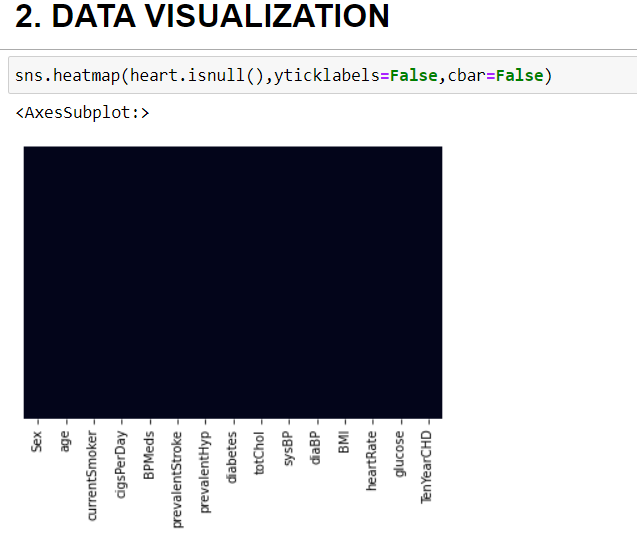 2. DATA VISUALIZATION
sns.heatmap(heart.isnull(),yticklabels=False,cbar=False)
<AxesSubplot:>
Sex
age
currentSmoker
cigsPerDay
BPMeds
prevalentStroke
prevalentHyp
diabetes
totChol
sysBP
diaBP
BMI
heartRate
glucose
TenYearCHD